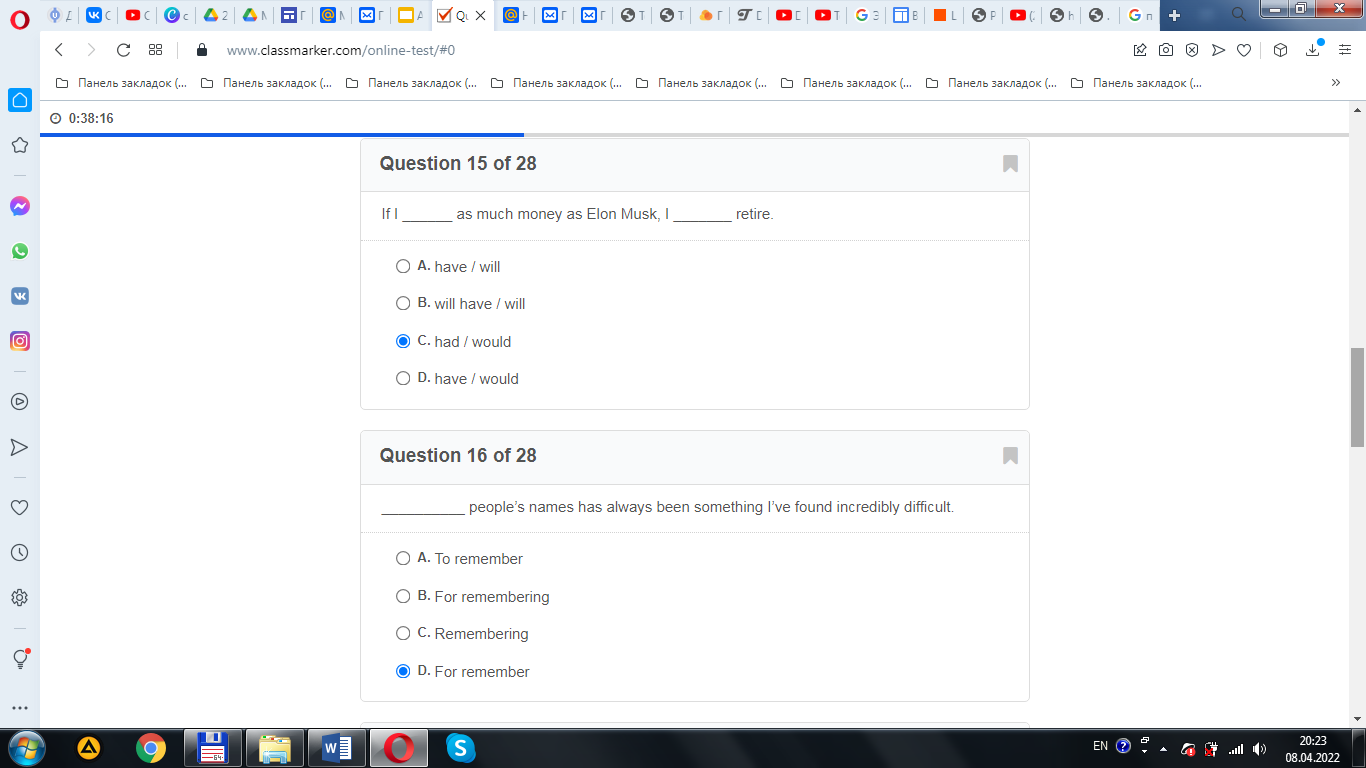 www.classmarker.com/online-test/#0
Панель закладок (...
Панель закладок (...
Панель закладок (...
Панель закладок (...
Панель закладок (...
Панель закладок (...
Панель закладок (...
Панель закладок (...
0:38:16
Question 15 of 28
If I ______ as much money as Elon Musk, I _______ retire.
A. have / will
B. will have / will
C. had / would
D. have / would
Question 16 of 28
__________ people’s names has always been something I’ve found incredibly difficult.
A. To remember
B. For remembering
C. Remembering
D. For remember
EN
20:23
08.04.2022